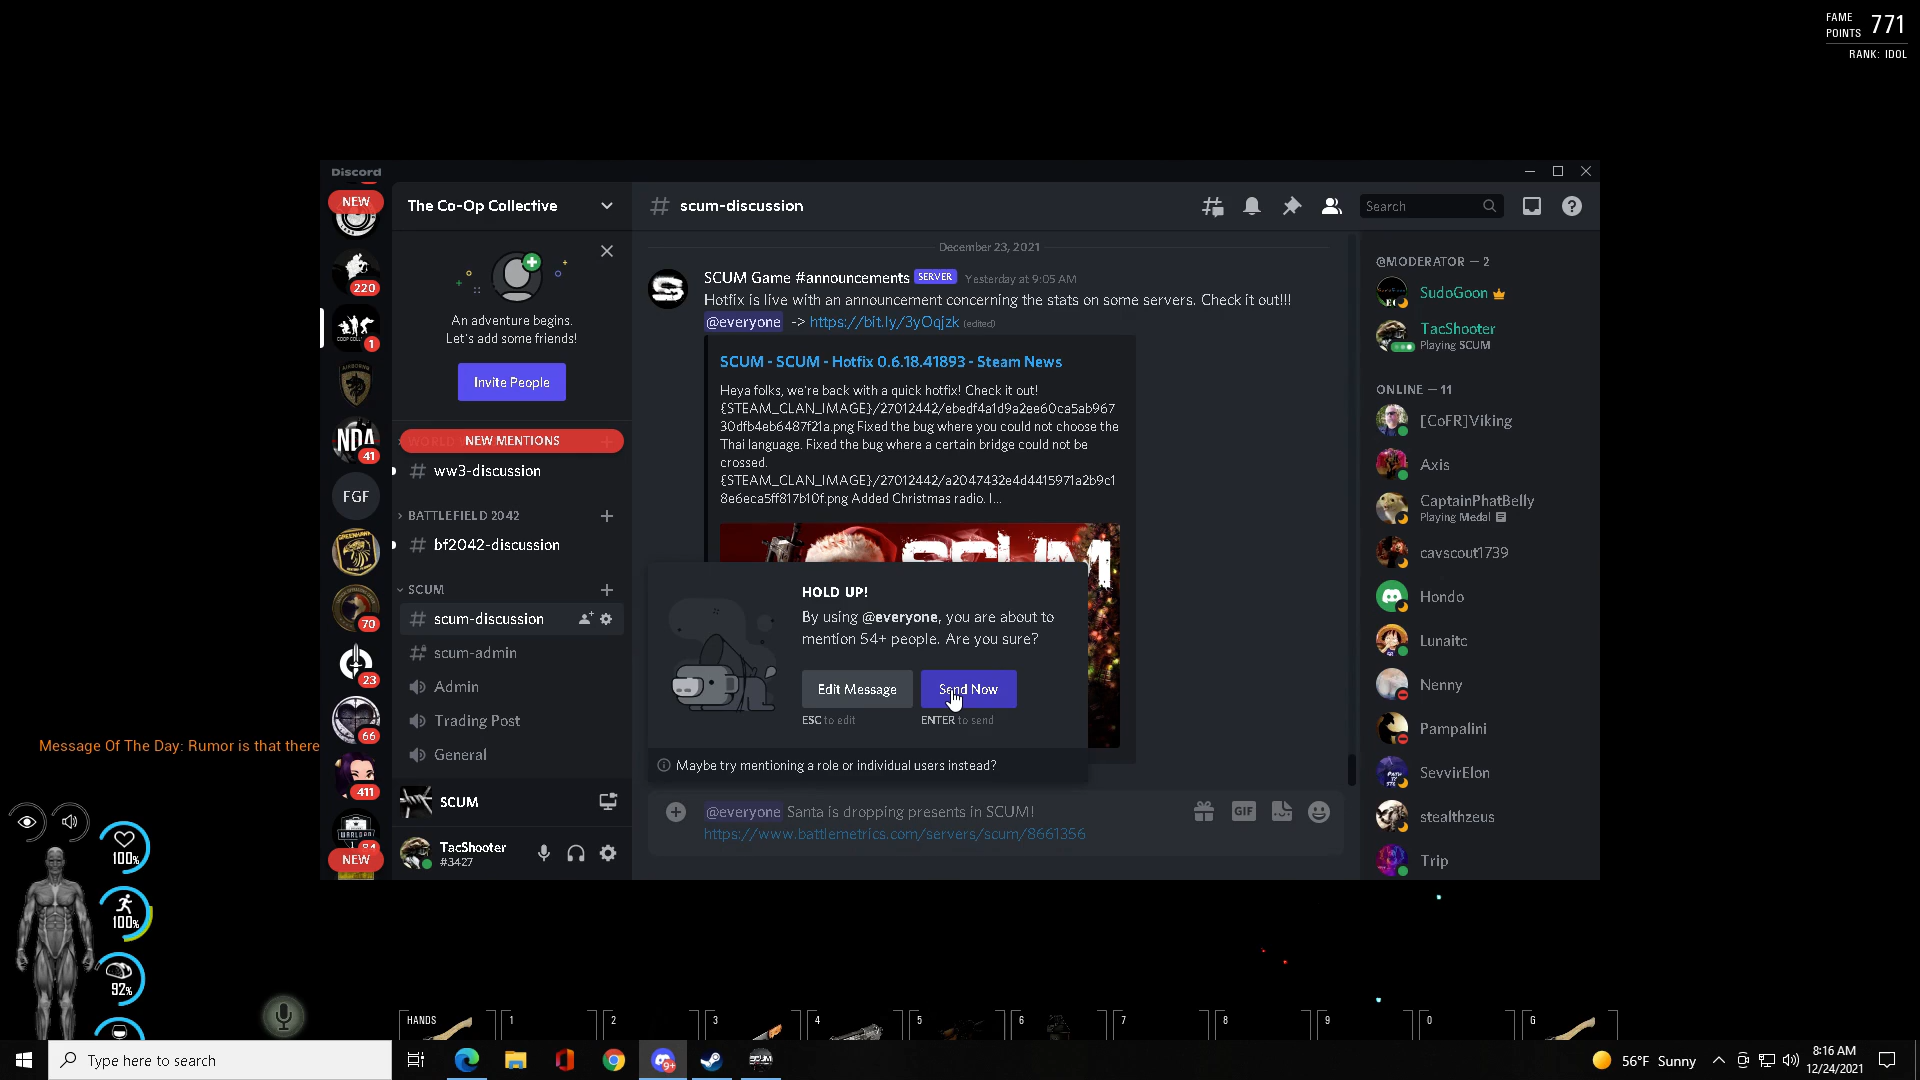 FAME
POINTS 771
RANK: IDOL
Discord
NEW
220
1
NDA
41
FGF
70
23
66
411
WARDAN
NEW
The Co-Op Collective
An adventure begins.
Let's add some friends!
Invite People
NEW MENTIONS
# ww3-discussion
BATTLEFIELD 2042
# bf2042-discussion
SCUM
# scum-discussion
scum-admin
Admin
Trading Post
General
SCUM
TacShooter
#3427
# scum-discussion
Search
December 23, 2021
SCUM Game #announcements SERVER Yesterday at 9:05 AM
Hotfix is live with an announcement concerning the stats on some servers. Check it out!!!
@everyone -> https://bit.ly/3yOqjzk (edited)
SCUM - SCUM - Hotfix 0.6.18.41893 - Steam News
Heya folks, we're back with a quick hotfix! Check it out!
{STEAM_CLAN_IMAGE}/27012442/ebedf4a1d9a2ee60ca5ab967
30dfb4eb6487f21a.png Fixed the bug where you could not choose the
Thai language. Fixed the bug where a certain bridge could not be
crossed.
{STEAM_CLAN_IMAGE}/27012442/a2047432e4d4415971a2b9c1
8e6eca5ff817b10f.png Added Christmas radio. I...
SCUM
HOLD UP!
By using @everyone, you are about to
mention 54+ people. Are you sure?
Edit Message
Send Now
ESC to edit
ENTER to send
Maybe try mentioning a role or individual users instead?
@everyone Santa is dropping presents in SCUM!
https://www.battlemetrics.com/servers/scum/8661356
GIF
@MODERATOR — 2
SudoGoon
TacShooter
Playing SCUM
ONLINE — 11
[CoFR]Viking
Axis
CaptainPhatBelly
Playing Medal
cavscout1739
Hondo
Lunaitc
Nenny
Pampalini
SevvirElon
stealthzeus
Trip
Message Of The Day: Rumor is that there
100%
100%
92%
HANDS 1 2 3 4 5 6 7 8 9 0 G
Type here to search
9+
SCUM
56°F Sunny
8:16 AM
12/24/2021